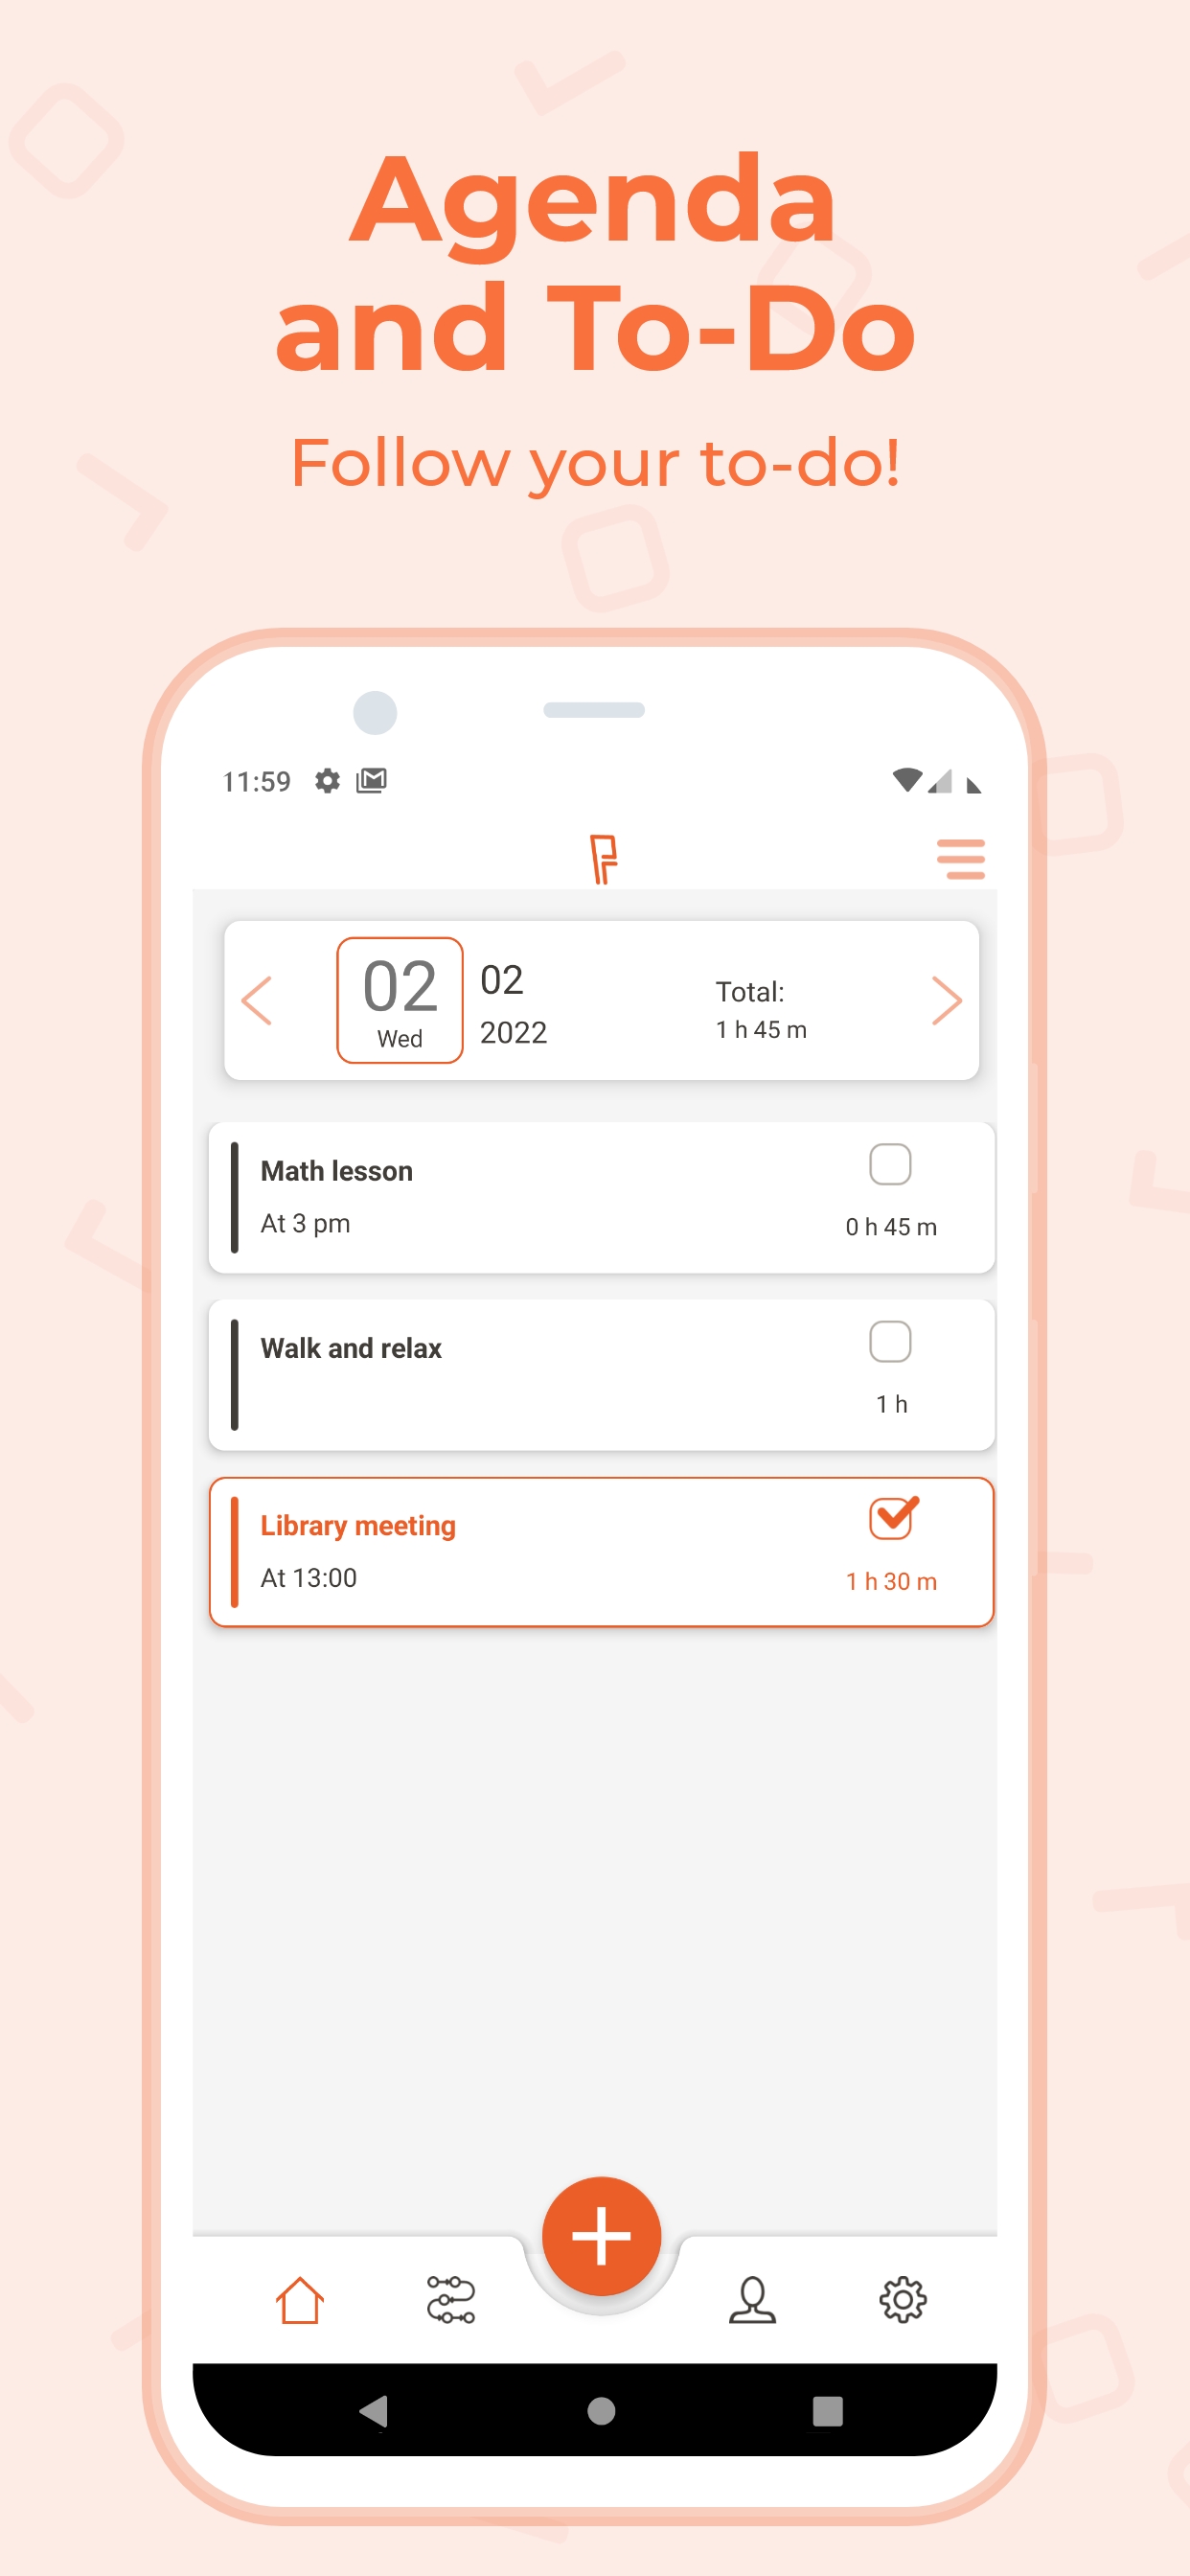 Agenda
and To-Do
Follow your to-do!
11:59
02
Wed
02
2022
Total:
1 h 45 m
Math lesson
At 3 pm
0 h 45 m
Walk and relax
1 h
Library meeting
At 13:00
1 h 30 m